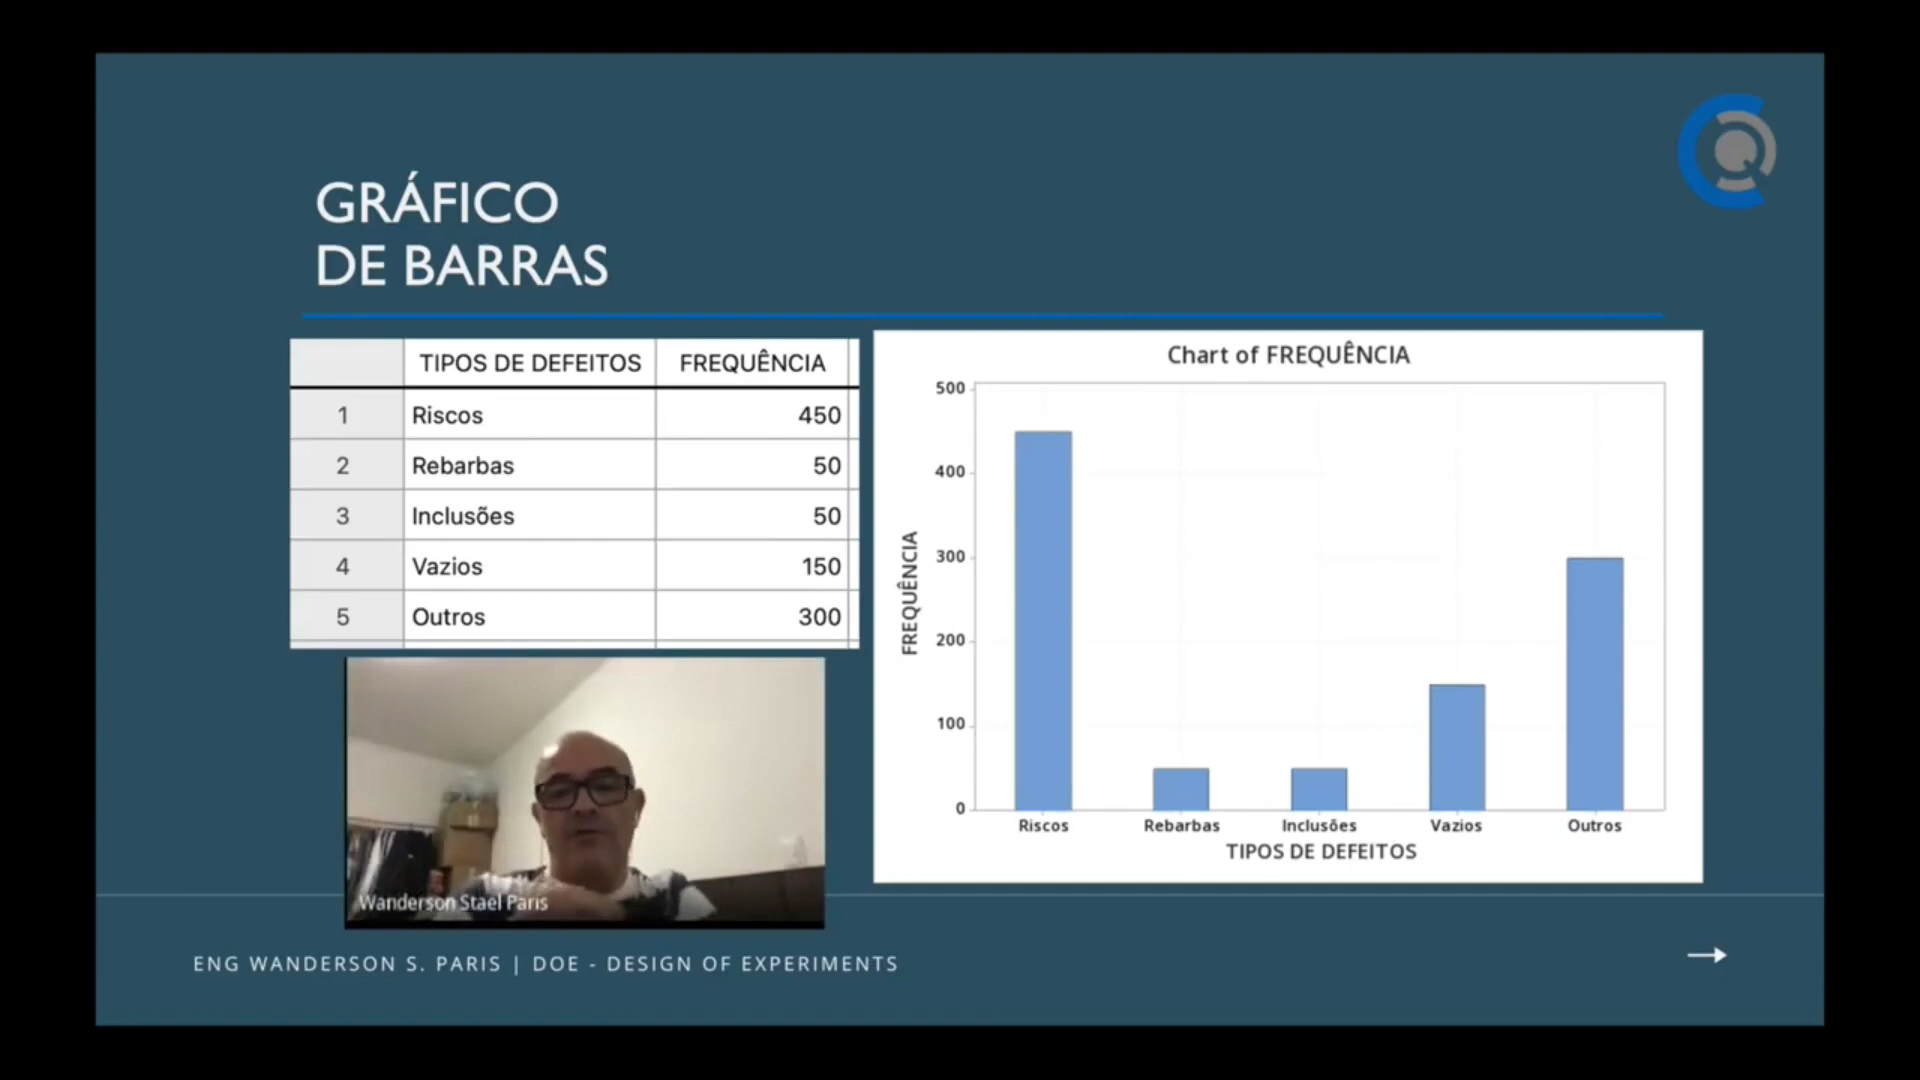 GRÁFICO
DE BARRAS
TIPOS DE DEFEITOS FREQUÊNCIA
1 Riscos 450
2 Rebarbas 50
3 Inclusões 50
4 Vazios 150
5 Outros 300
Chart of FREQUÊNCIA
500
400
300
200
100
0
FREQUÊNCIA
Riscos Rebarbas Inclusões Vazios Outros
TIPOS DE DEFEITOS
Wanderson Stael Paris
ENG WANDERSON S. PARIS | DOE - DESIGN OF EXPERIMENTS